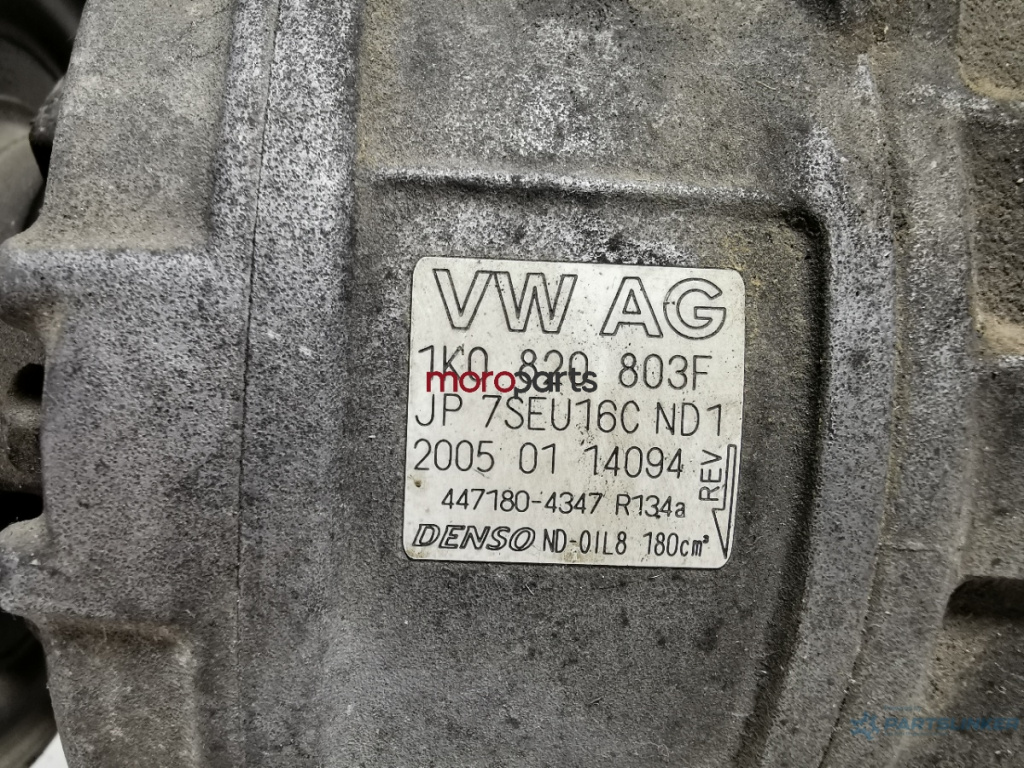 VW AG
1K0 820 803F
moroparts
JP 7SEU16C ND1
2005 01 14094
REV
447180-4347 R134a
DENSO ND-OIL8 180cm³